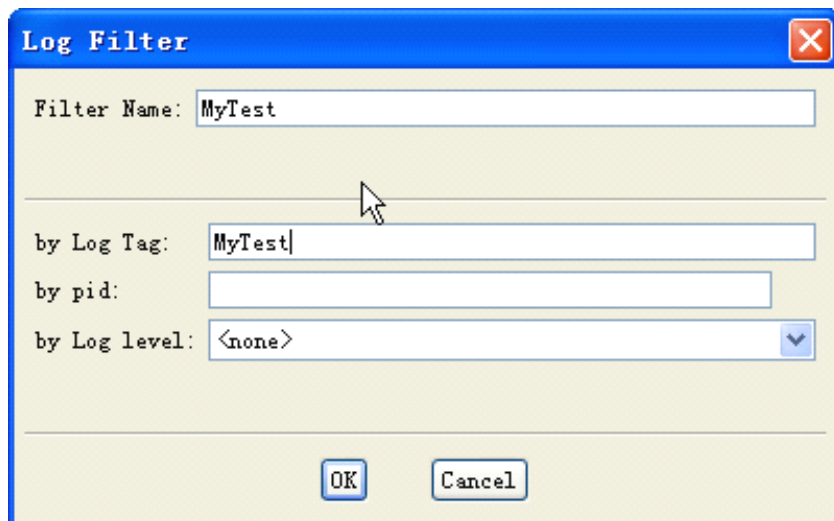 Log Filter
Filter Name: MyTest
by Log Tag: MyTest
by pid:
by Log level: <none>
OK Cancel